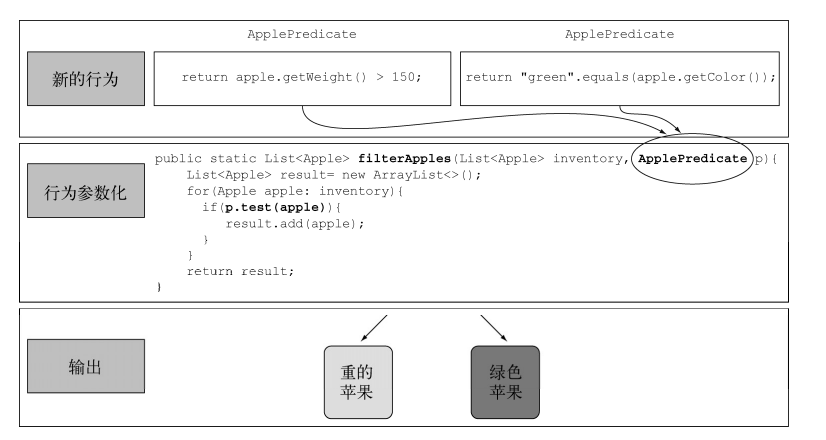 ApplePredicate
ApplePredicate
新的行为
return apple.getWeight() > 150;
return "green".equals(apple.getColor());
行为参数化
public static List<Apple> filterApples(List<Apple> inventory, ApplePredicate p){
List<Apple> result= new ArrayList<>();
for(Apple apple: inventory){
if(p.test(apple)){
result.add(apple);
}
}
return result;
}
输出
重的
苹果
绿色
苹果